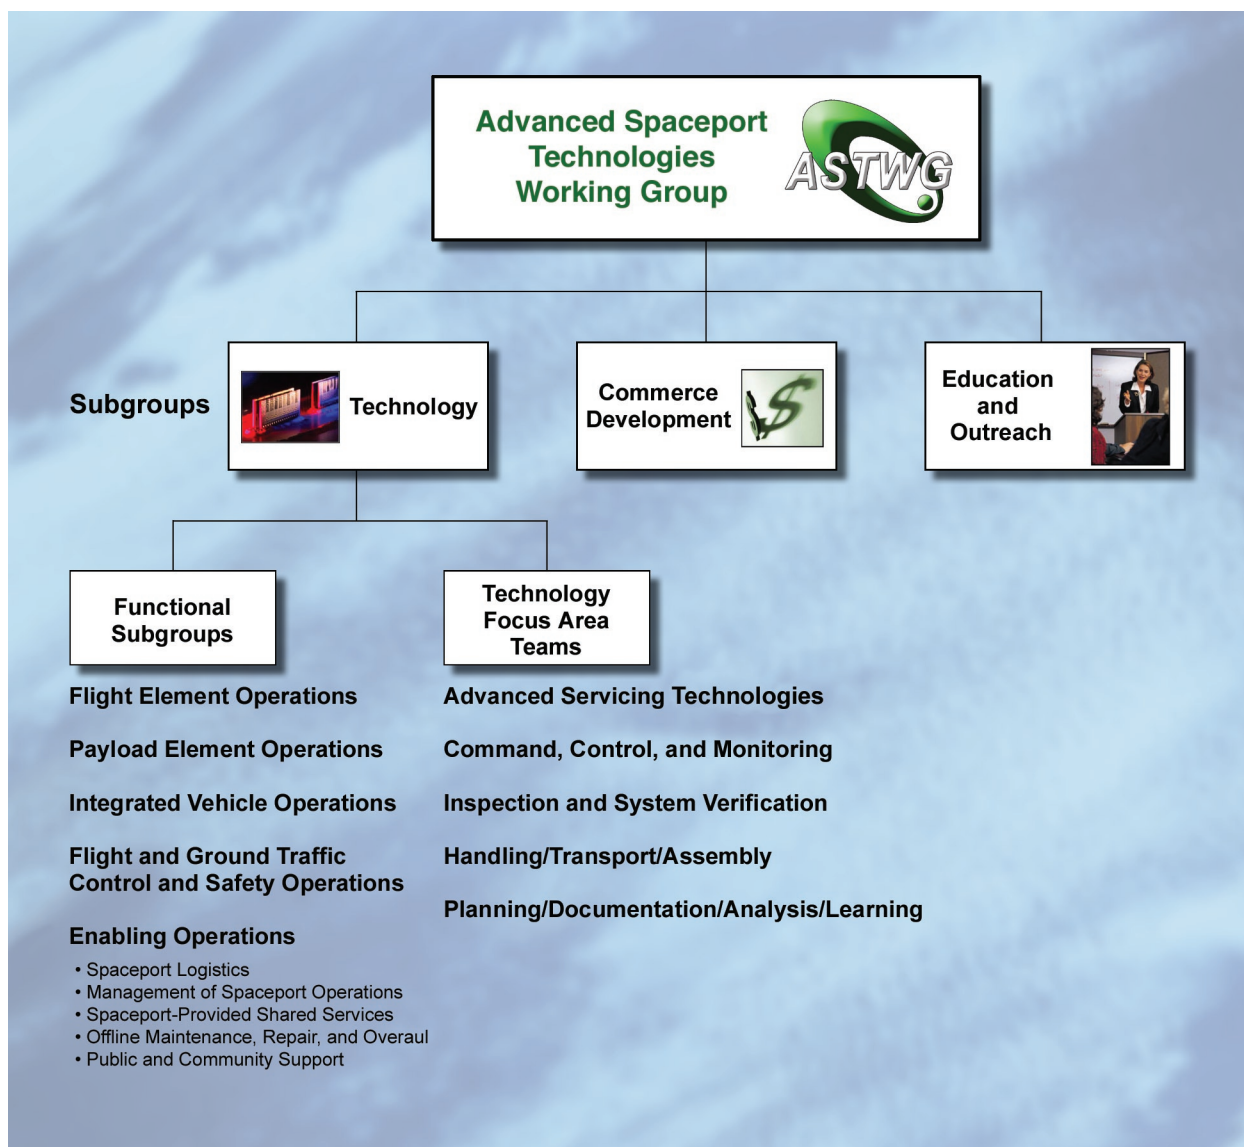 Advanced Spaceport
Technologies
Working Group
ASTWG
Subgroups
Technology
Commerce
Development
Education
and
Outreach
Functional
Subgroups
Technology
Focus Area
Teams
Flight Element Operations
Payload Element Operations
Integrated Vehicle Operations
Flight and Ground Traffic
Control and Safety Operations
Enabling Operations
• Spaceport Logistics
• Management of Spaceport Operations
• Spaceport-Provided Shared Services
• Offline Maintenance, Repair, and Overaul
• Public and Community Support
Advanced Servicing Technologies
Command, Control, and Monitoring
Inspection and System Verification
Handling/Transport/Assembly
Planning/Documentation/Analysis/Learning